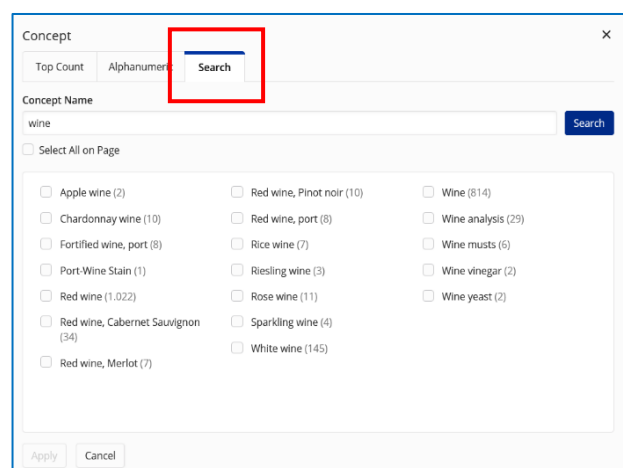 Concept
Top Count Alphanumeric Search
Concept Name
wine Search
Select All on Page
Apple wine (2)
Chardonnay wine (10)
Fortified wine, port (8)
Port-Wine Stain (1)
Red wine (1.022)
Red wine, Cabernet Sauvignon
(34)
Red wine, Merlot (7)
Red wine, Pinot noir (10)
Red wine, port (8)
Rice wine (7)
Riesling wine (3)
Rose wine (11)
Sparkling wine (4)
White wine (145)
Wine (814)
Wine analysis (29)
Wine musts (6)
Wine vinegar (2)
Wine yeast (2)
Apply Cancel